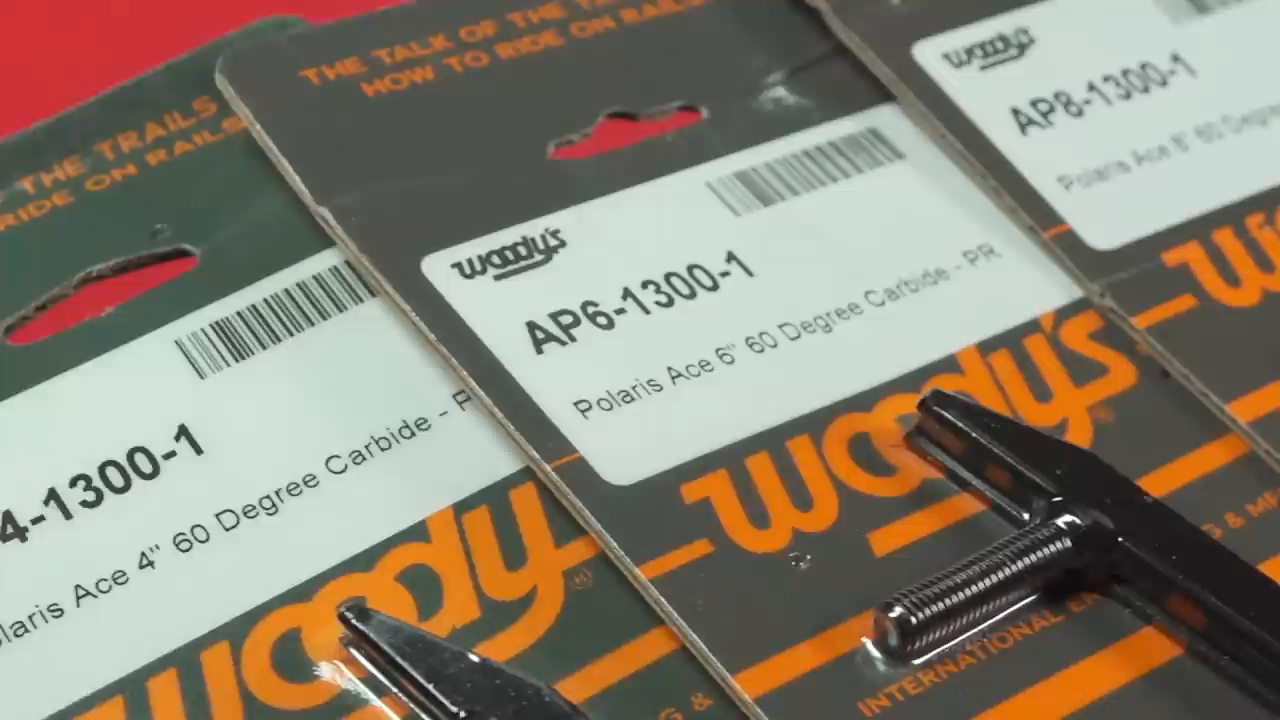 THE TRAILS
RIDE ON RAILS
4-1300-1
Ace 4" 60 Degree Carbide -
woody
®
&
THE TALK OF THE
HOW TO RIDE ON RAILS
woody's
AP6-1300-1
Polaris Ace 6" 60 Degree Carbide - PR
woody's
®
INTERNATIONAL
& 
woody's
AP8-1300-1
Polaris Ace 8" 60